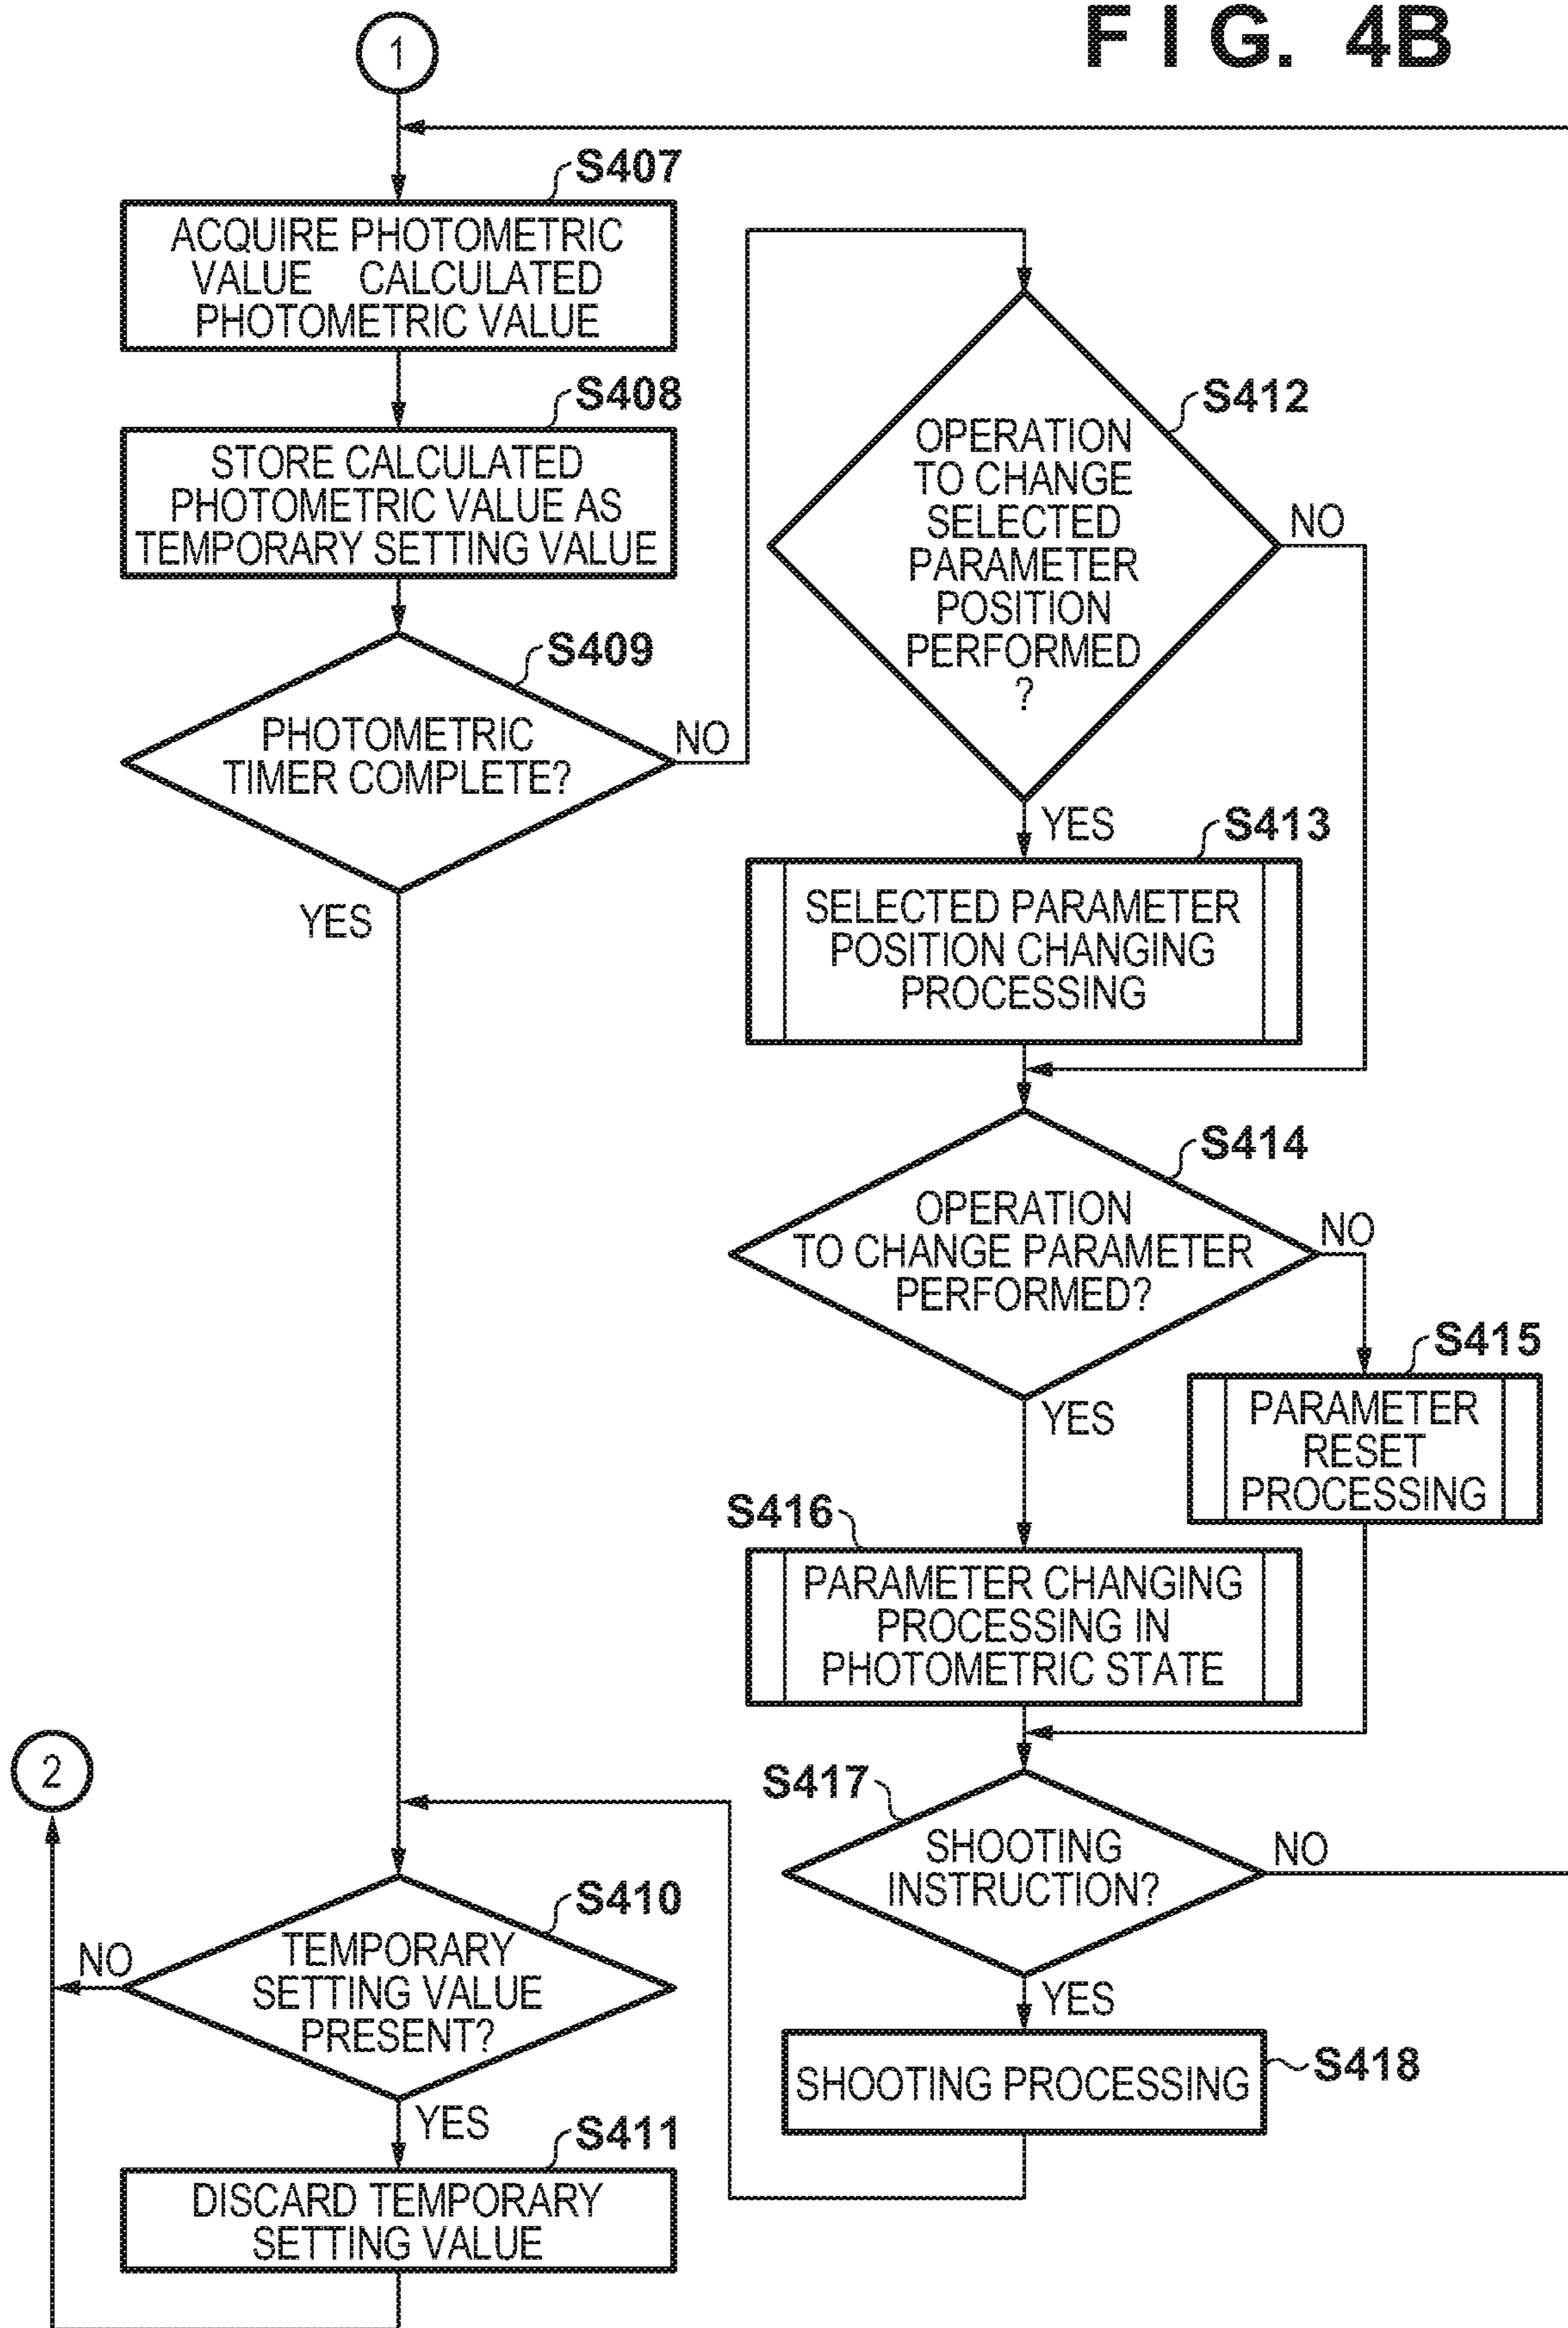 FIG. 4B
1
S407
ACQUIRE PHOTOMETRIC
VALUE CALCULATED
PHOTOMETRIC VALUE
S408
STORE CALCULATED
PHOTOMETRIC VALUE AS
TEMPORARY SETTING VALUE
S409
PHOTOMETRIC
TIMER COMPLETE?
NO
YES
S412
OPERATION
TO CHANGE
SELECTED
PARAMETER
POSITION
PERFORMED
?
NO
YES
S413
SELECTED PARAMETER
POSITION CHANGING
PROCESSING
S414
OPERATION
TO CHANGE PARAMETER
PERFORMED?
NO
YES
S415
PARAMETER
RESET
PROCESSING
S416
PARAMETER CHANGING
PROCESSING IN
PHOTOMETRIC STATE
2
S417
SHOOTING
INSTRUCTION?
NO
YES
S410
TEMPORARY
SETTING VALUE
PRESENT?
NO
YES
S418
SHOOTING PROCESSING
S411
DISCARD TEMPORARY
SETTING VALUE